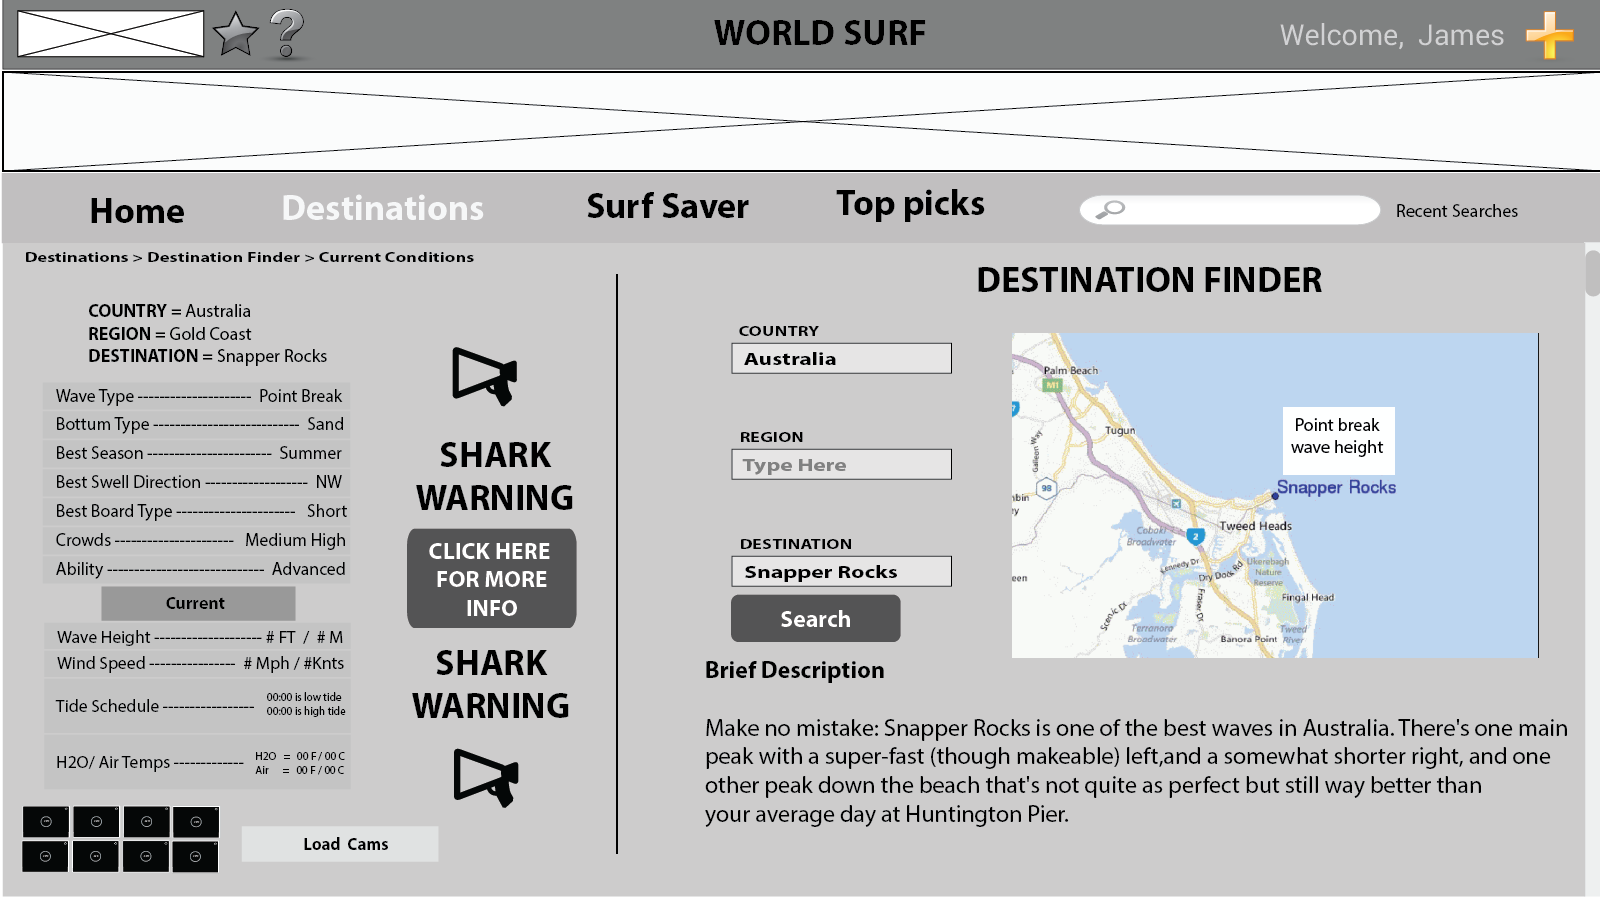 WORLD SURF
Welcome, James
Home
Destinations
Surf Saver
Top picks
Recent Searches
Destinations > Destination Finder > Current Conditions
COUNTRY = Australia
REGION = Gold Coast
DESTINATION = Snapper Rocks
Wave Type ---------------------- Point Break
Bottum Type --------------------------- Sand
Best Season ----------------------- Summer
Best Swell Direction ------------------- NW
Best Board Type ---------------------- Short
Crowds ---------------------- Medium High
Ability ----------------------------- Advanced
Current
Wave Height -------------------- # FT / # M
Wind Speed ---------------- # Mph / #Knts
Tide Schedule -----------------
00:00 is low tide
00:00 is high tide
H2O/ Air Temps -------------
H2O = 00 F / 00 C
Air = 00 F / 00 C
Load Cams
SHARK
WARNING
CLICK HERE
FOR MORE
INFO
SHARK
WARNING
DESTINATION FINDER
COUNTRY
Australia
REGION
Type Here
DESTINATION
Snapper Rocks
Search
Palm Beach
M1
7
Tugun
Galleon Way
98
Point break
wave height
Snapper Rocks
Tweed Heads
Cobaki
Broadwater
2
Kennedy Dr
Dry Dock Rd
Ukerebagh
Nature
Reserve
Fraser Dr
Scenic Dr
Fingal Head
Terranora
Broadwater
Banora Point
Tweed
River
Brief Description
Make no mistake: Snapper Rocks is one of the best waves in Australia. There's one main
peak with a super-fast (though makeable) left,and a somewhat shorter right, and one
other peak down the beach that's not quite as perfect but still way better than
your average day at Huntington Pier.